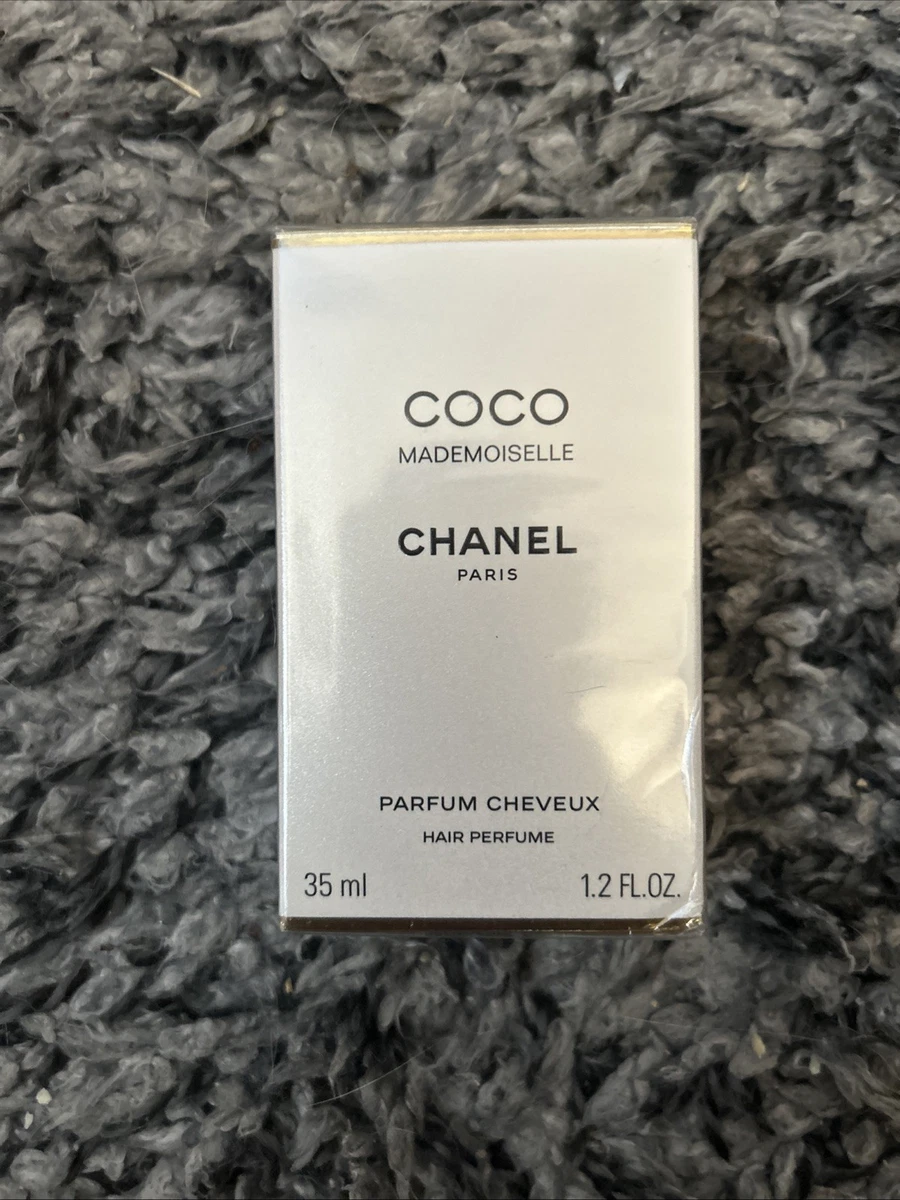 COCO
MADEMOISELLE
CHANEL
PARIS
PARFUM CHEVEUX
HAIR PERFUME
35 ml 1.2 FL.OZ.